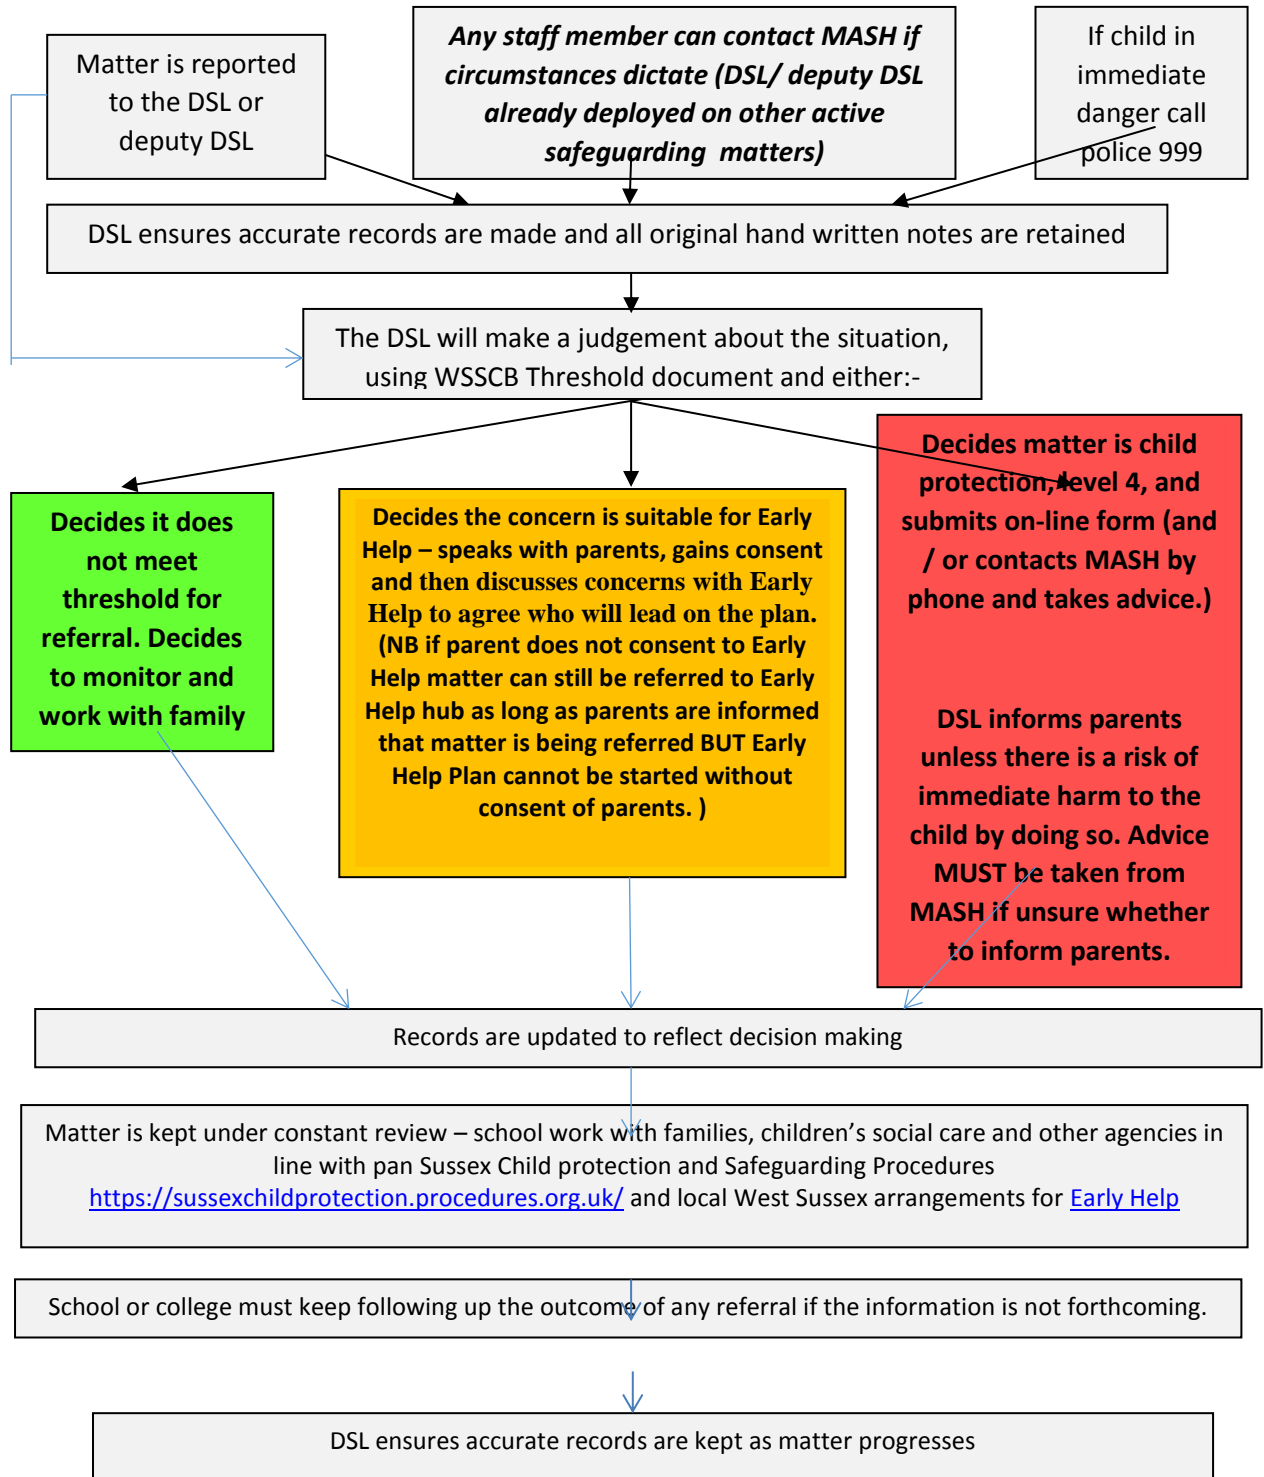 Matter is reported
to the DSL or
deputy DSL
Any staff member can contact MASH if
circumstances dictate (DSL/ deputy DSL
already deployed on other active
safeguarding  matters)
If child in
immediate
danger call
police 999
DSL ensures accurate records are made and all original hand written notes are retained
The DSL will make a judgement about the situation,
using WSSCB Threshold document and either:-
Decides it does
not meet
threshold for
referral. Decides
to monitor and
work with family
Decides the concern is suitable for Early
Help – speaks with parents, gains consent
and then discusses concerns with Early
Help to agree who will lead on the plan.
(NB if parent does not consent to Early
Help matter can still be referred to Early
Help hub as long as parents are informed
that matter is being referred BUT Early
Help Plan cannot be started without
consent of parents. )
Decides matter is child
protection, level 4, and
submits on-line form (and
/ or contacts MASH by
phone and takes advice.)
DSL informs parents
unless there is a risk of
immediate harm to the
child by doing so. Advice
MUST be taken from
MASH if unsure whether
to inform parents.
Records are updated to reflect decision making
Matter is kept under constant review – school work with families, children’s social care and other agencies in
line with pan Sussex Child protection and Safeguarding Procedures
https://sussexchildprotection.procedures.org.uk/ and local West Sussex arrangements for Early Help
School or college must keep following up the outcome of any referral if the information is not forthcoming.
DSL ensures accurate records are kept as matter progresses